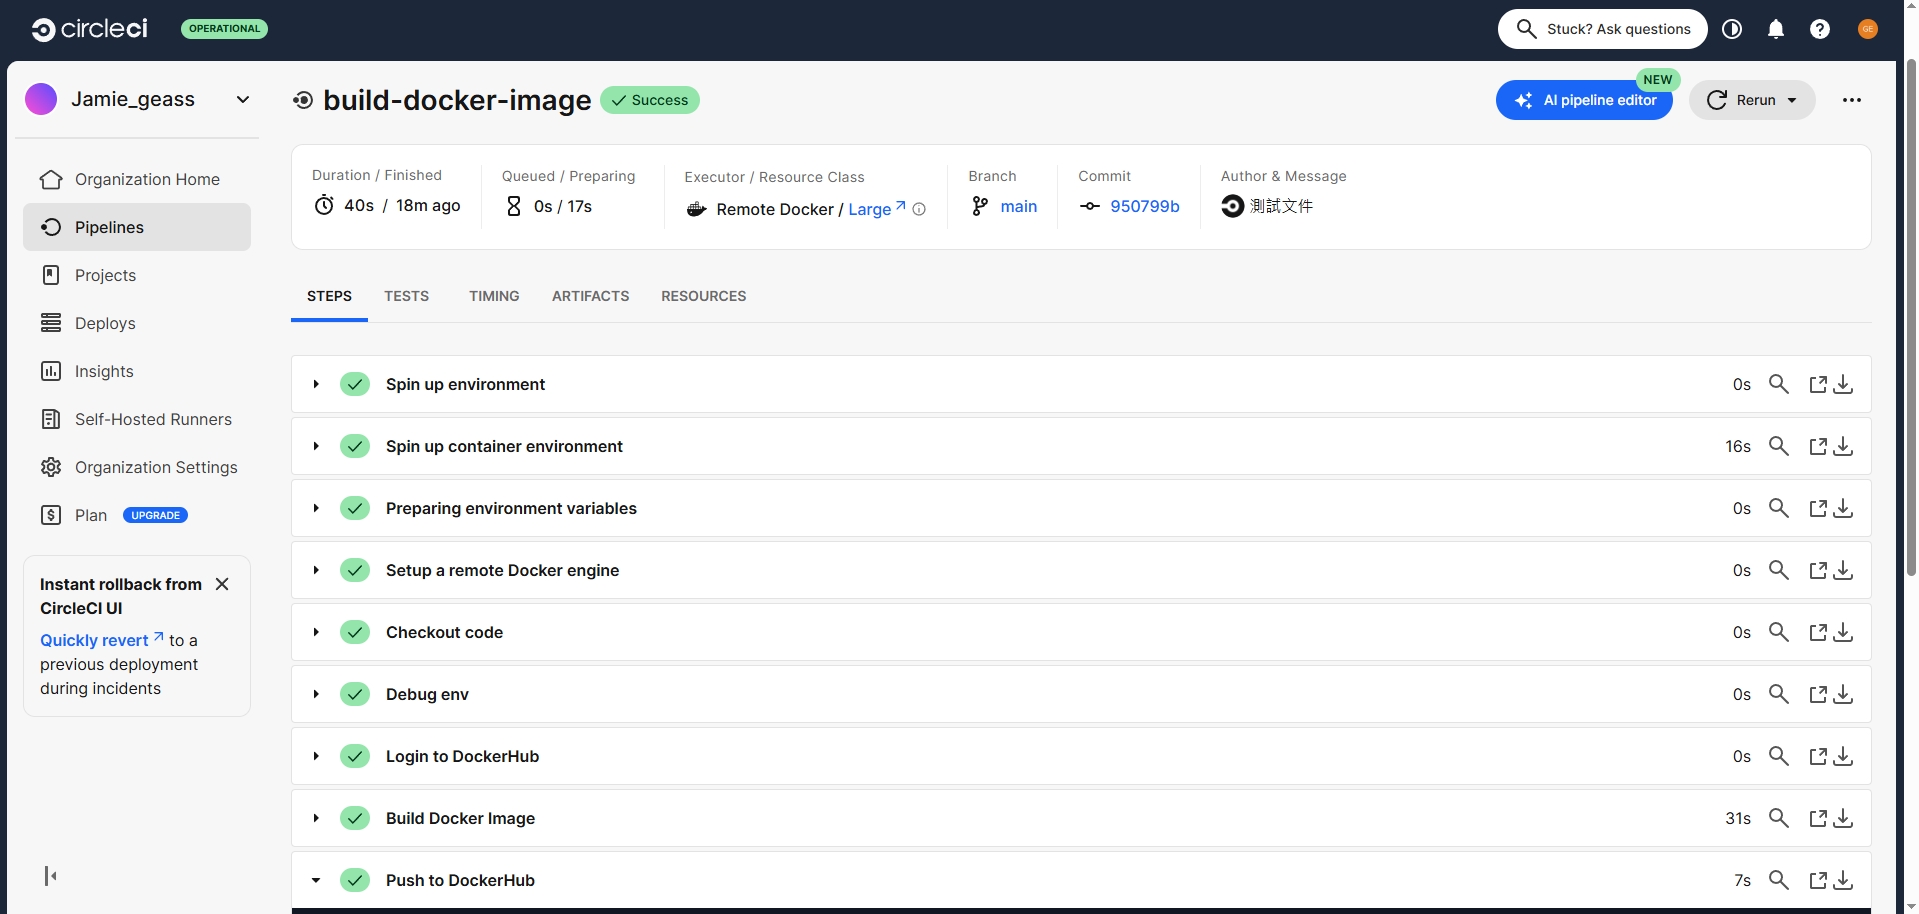 circleci
OPERATIONAL
Stuck? Ask questions
GE
Jamie_geass
build-docker-image
Success
NEW
AI pipeline editor
Rerun
Organization Home
Pipelines
Projects
Deploys
Insights
Self-Hosted Runners
Organization Settings
Plan UPGRADE
Instant rollback from
CircleCI UI
Quickly revert to a
previous deployment
during incidents
Duration / Finished
40s / 18m ago
Queued / Preparing
0s / 17s
Executor / Resource Class
Remote Docker / Large
Branch
main
Commit
950799b
Author & Message
測試文件
STEPS TESTS TIMING ARTIFACTS RESOURCES
Spin up environment 0s
Spin up container environment 16s
Preparing environment variables 0s
Setup a remote Docker engine 0s
Checkout code 0s
Debug env 0s
Login to DockerHub 0s
Build Docker Image 31s
Push to DockerHub 7s